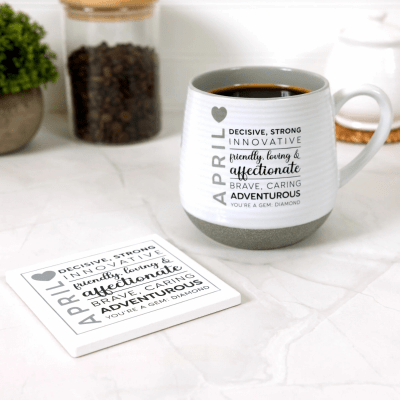 APRIL
DECISIVE, STRONG
INNOVATIVE
friendly, loving &
affectionate
BRAVE, CARING
ADVENTUROUS
YOU'RE A GEM: DIAMOND
APRIL
DECISIVE, STRONG
INNOVATIVE
friendly, loving &
affectionate
BRAVE, CARING
ADVENTUROUS
YOU'RE A GEM: DIAMOND